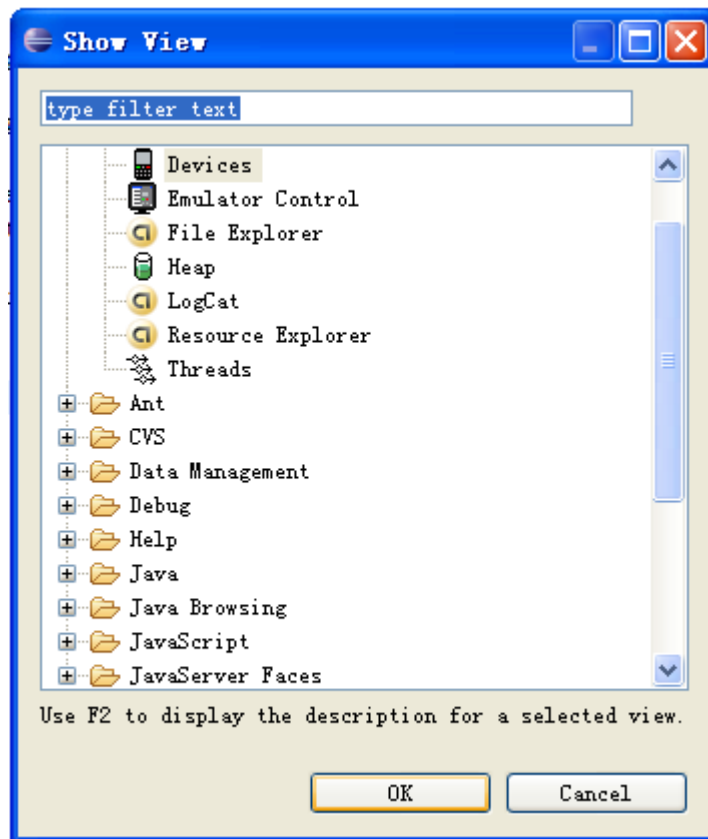 Show View
type filter text
Devices
Emulator Control
File Explorer
Heap
LogCat
Resource Explorer
Threads
Ant
CVS
Data Management
Debug
Help
Java
Java Browsing
JavaScript
JavaServer Faces
Use F2 to display the description for a selected view.
OK Cancel